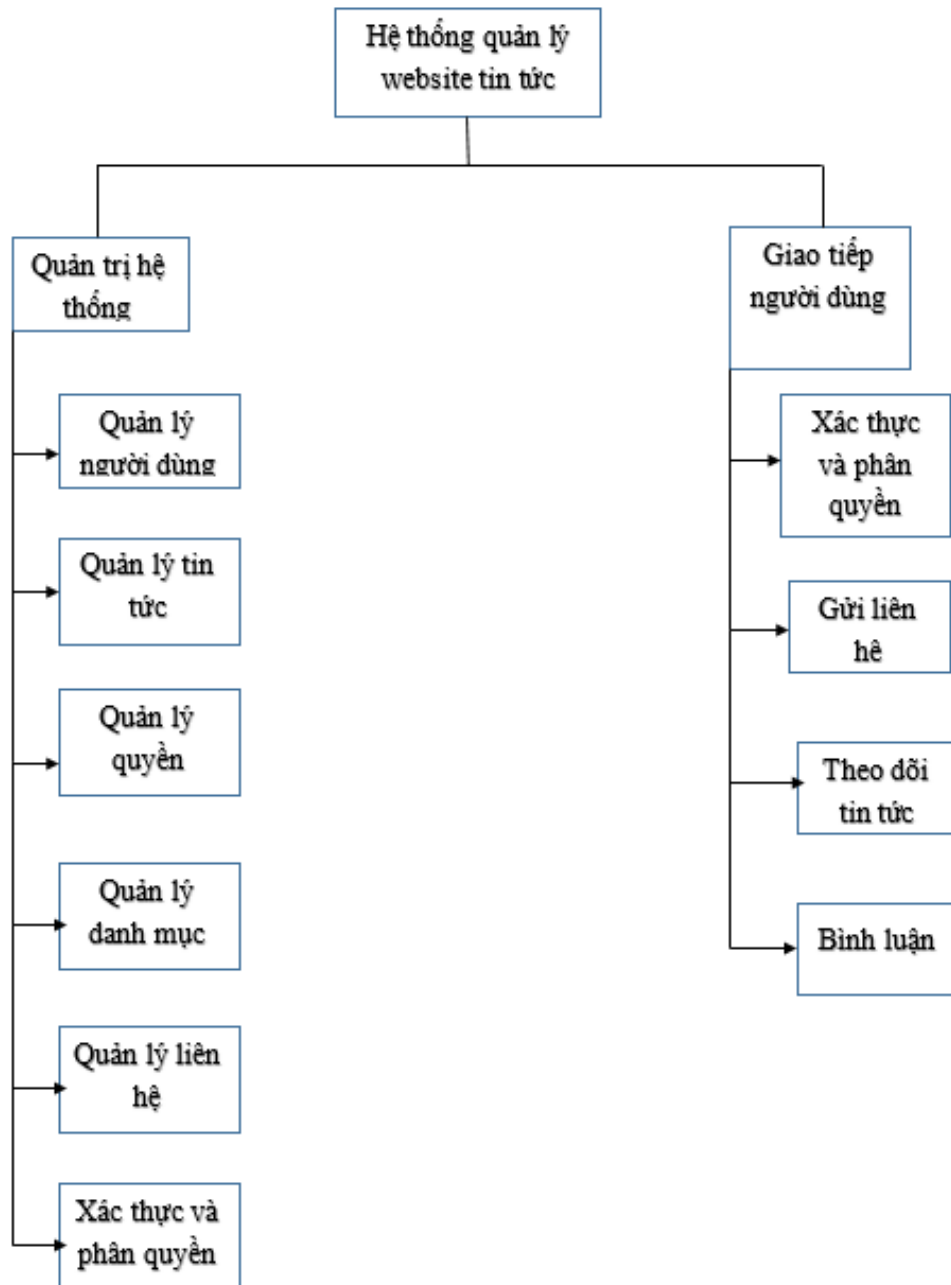 Hệ thống quản lý
website tin tức
Quản trị hệ
thống
Quản lý
người dùng
Quản lý tin
tức
Quản lý
quyền
Quản lý
danh mục
Quản lý liên
hệ
Xác thực và
phân quyền
Giao tiếp
người dùng
Xác thực
và phân
quyền
Gửi liên
hê
Theo dõi
tin tức
Bình luận